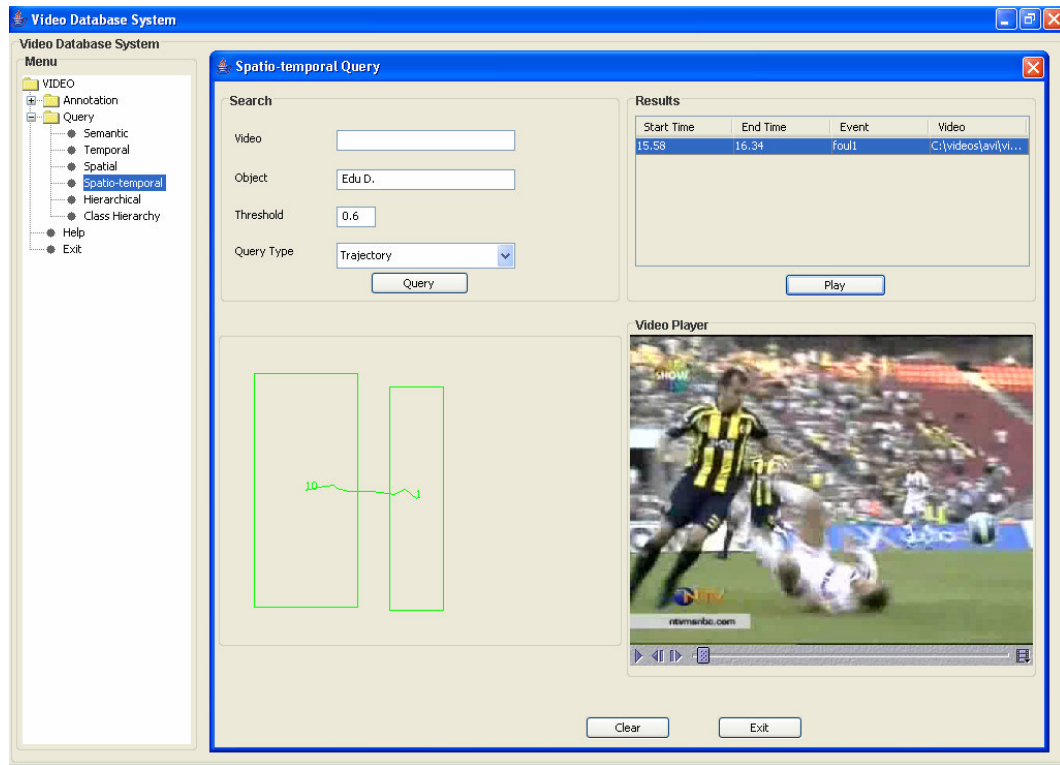 Video Database System
Video Database System
Menu
VIDEO
Annotation
Query
Semantic
Temporal
Spatial
Spatio-temporal
Hierarchical
Class Hierarchy
Help
Exit
Spatio-temporal Query
Search
Video
Object Edu D.
Threshold 0.6
Query Type Trajectory
Query
Results
Start Time End Time Event Video
15.58 16.34 foul1 C:\videos\avi\vi...
Play
10 1
Video Player
SHOW
NTV
ntvmsnbc.com
Clear Exit